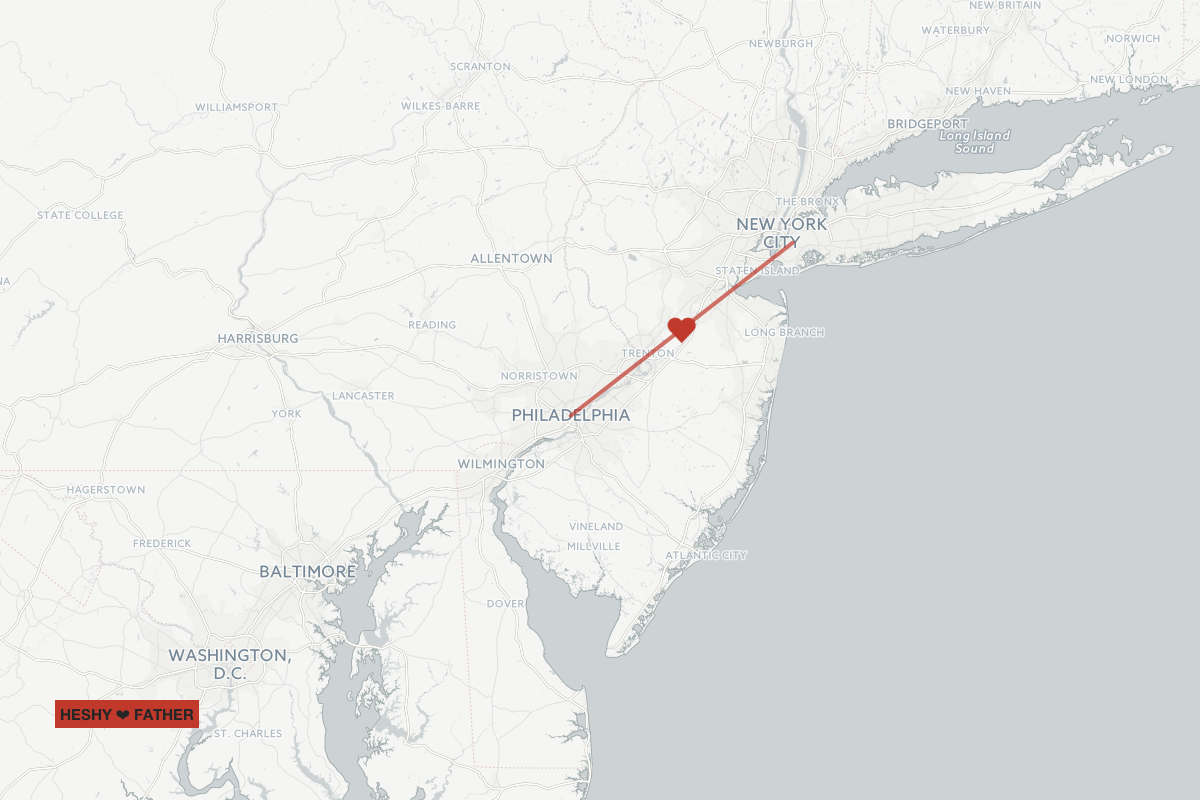 NEW BRITAIN
WATERBURY
NORWICH
NEWBURGH
SCRANTON
NEW LONDON
NEW HAVEN
WILLIAMSPORT
WILKES-BARRE
BRIDGEPORT
Long Island
Sound
THE BRONX
STATE COLLEGE
NEW YORK
CITY
ALLENTOWN
STATEN ISLAND
NA
READING
LONG BRANCH
HARRISBURG
TRENTON
NORRISTOWN
LANCASTER
YORK
PHILADELPHIA
WILMINGTON
HAGERSTOWN
VINELAND
FREDERICK
MILLVILLE
ATLANTIC CITY
BALTIMORE
DOVER
WASHINGTON,
D.C.
HESHY ❤ FATHER
ST. CHARLES